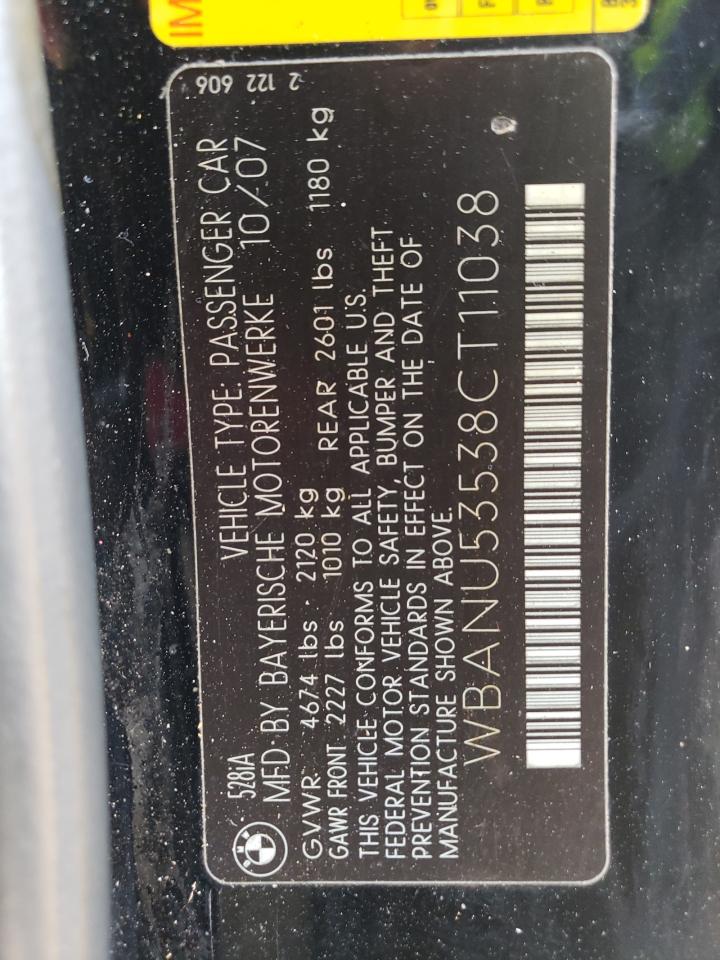 IM
528iA
VEHICLE TYPE: PASSENGER CAR
MFD·BY BAYERISCHE MOTORENWERKE 10/07
GVWR 4674 lbs · 2120 kg
GAWR FRONT 2227 lbs 1010 kg REAR 2601 lbs 1180 kg
THIS VEHICLE CONFORMS TO ALL APPLICABLE U.S.
FEDERAL MOTOR VEHICLE SAFETY, BUMPER AND THEFT
PREVENTION STANDARDS IN EFFECT ON THE DATE OF
MANUFACTURE SHOWN ABOVE.
WBANU53538CT11038
2 122 606